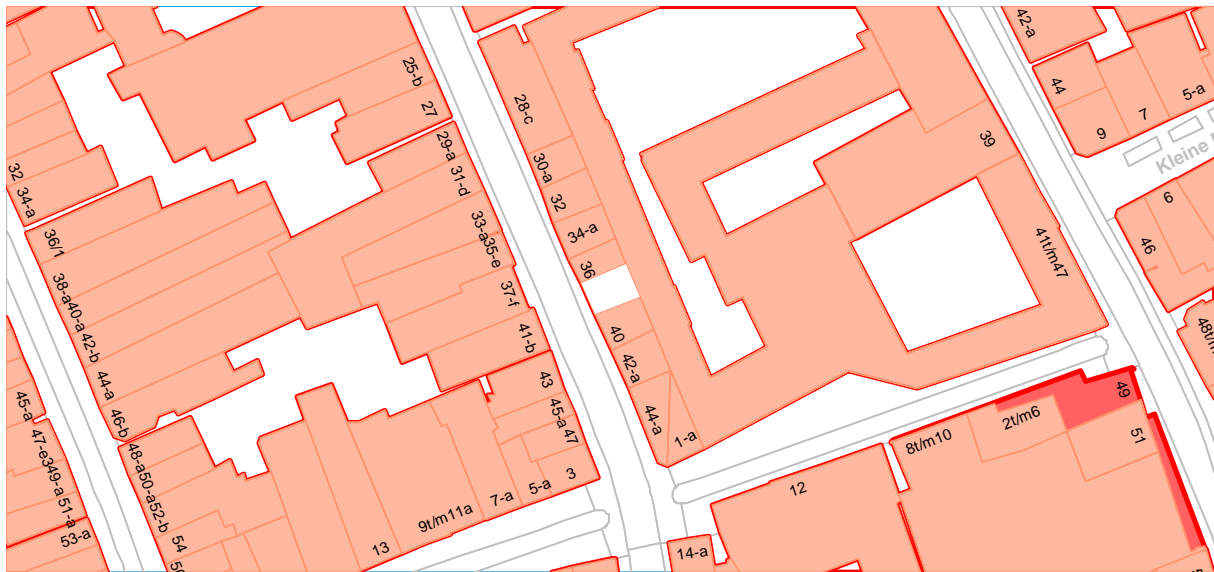 25-b
27
29-a
31-d
33-a
35-e
37-f
41-b
43
45-a
47
3
5-a
7-a
9t/m11a
13
32
34-a
36/1
38-a
40-a
42-b
44-a
46-b
48-a
50-a
52-b
54
45-a
47-e
349-a
51-a
53-a
28-c
30-a
32
34-a
36
40
42-a
44-a
1-a
39
41t/m47
42-a
44
9
7
5-a
Kleine
6
46
49
51
2t/m6
8t/m10
12
14-a